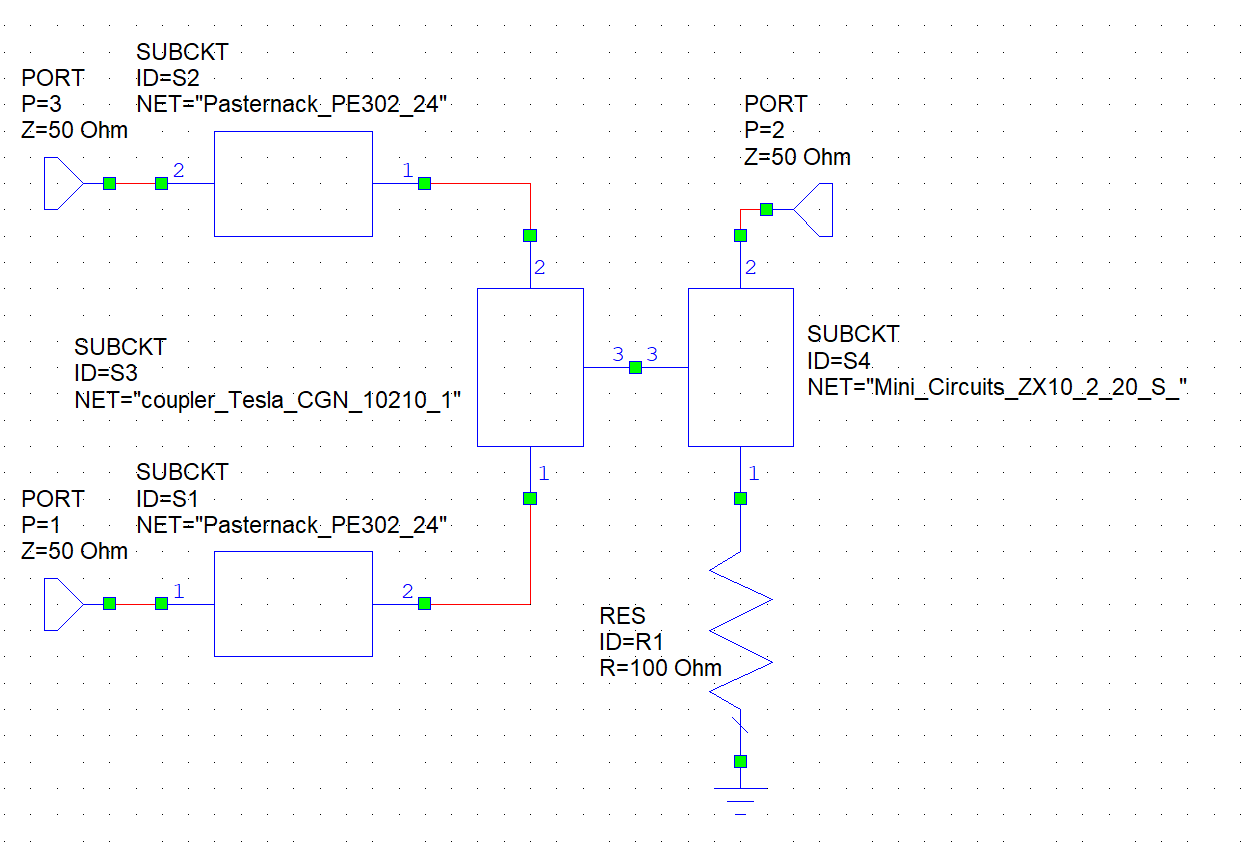 SUBCKT
ID=S2
NET="Pasternack_PE302_24"
PORT
P=3
Z=50 Ohm
2
1
PORT
P=2
Z=50 Ohm
2
2
SUBCKT
ID=S3
NET="coupler_Tesla_CGN_10210_1"
3
3
SUBCKT
ID=S4
NET="Mini_Circuits_ZX10_2_20_S_"
1
1
SUBCKT
ID=S1
NET="Pasternack_PE302_24"
PORT
P=1
Z=50 Ohm
1
2
RES
ID=R1
R=100 Ohm